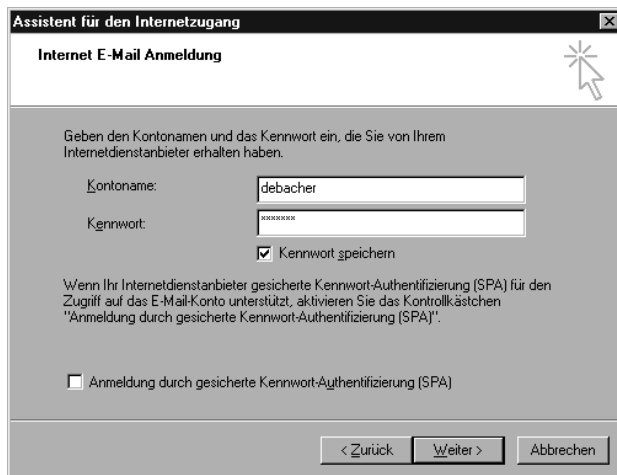 Assistent für den Internetzugang
Internet E-Mail Anmeldung
Geben den Kontonamen und das Kennwort ein, die Sie von Ihrem
Internetdienstanbieter erhalten haben.
Kontoname:
debacher
Kennwort:
*******
Kennwort speichern
Wenn Ihr Internetdienstanbieter gesicherte Kennwort-Authentifizierung (SPA) für den
Zugriff auf das E-Mail-Konto unterstützt, aktivieren Sie das Kontrollkästchen
"Anmeldung durch gesicherte Kennwort-Authentifizierung (SPA)".
Anmeldung durch gesicherte Kennwort-Authentifizierung (SPA)
< Zurück
Weiter >
Abbrechen